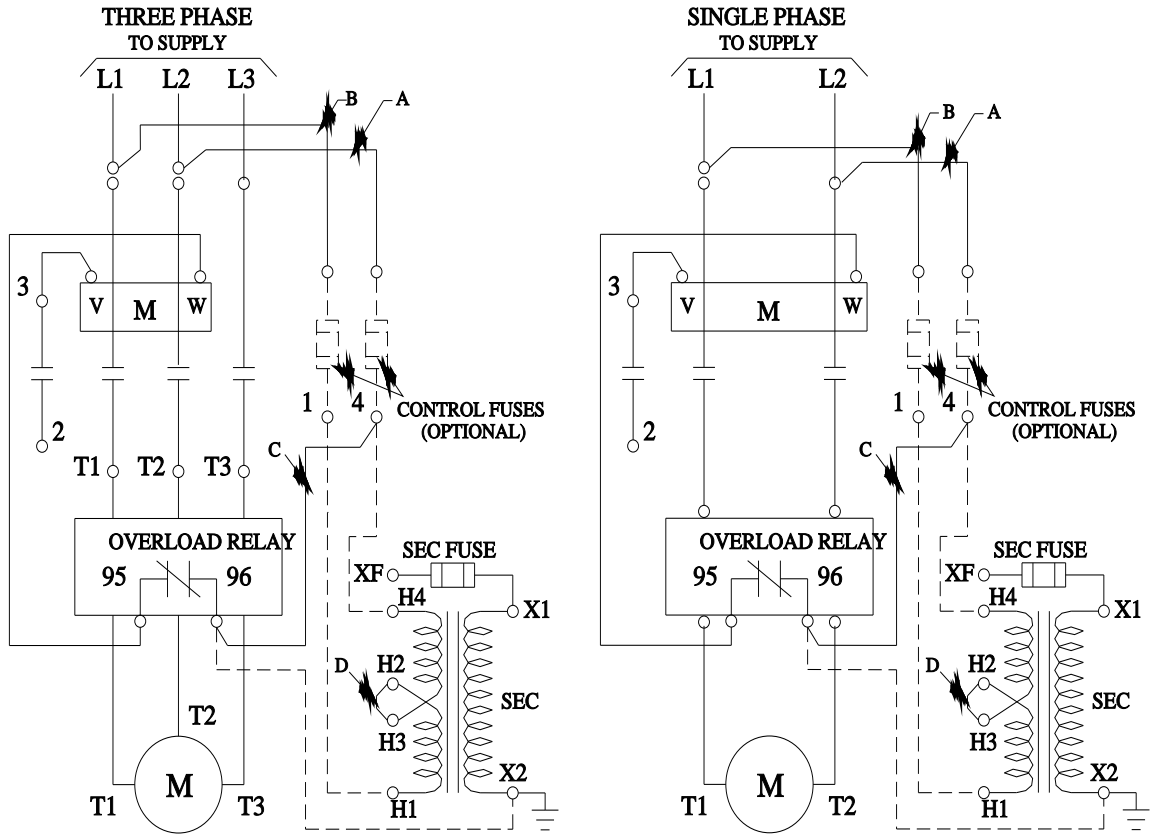 THREE PHASE
TO SUPPLY
L1 L2 L3
B
A
3
V M W
1 4
CONTROL FUSES
(OPTIONAL)
2
C
T1 T2 T3
OVERLOAD RELAY
95 96
SEC FUSE
XF
H4 X1
D
H2
SEC
H3
T2
X2
M
T1 T3
H1
SINGLE PHASE
TO SUPPLY
L1 L2
B
A
3
V M W
1 4
CONTROL FUSES
(OPTIONAL)
2
C
OVERLOAD RELAY
95 96
SEC FUSE
XF
H4 X1
D
H2
SEC
H3
X2
M
T1 T2
H1